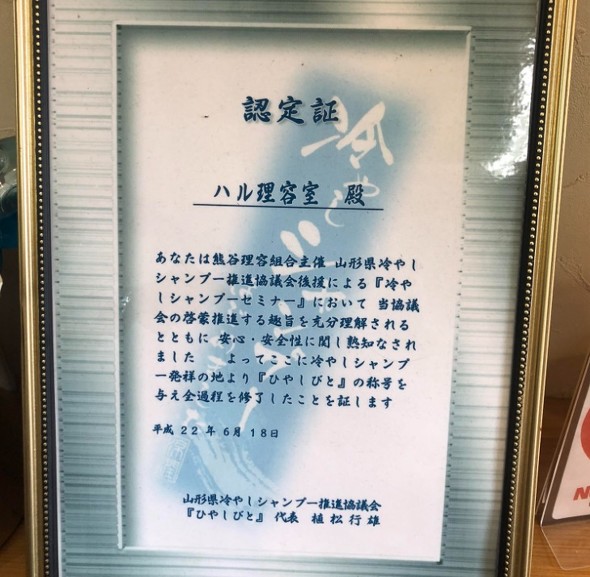 認定証
ハル理容室　殿
あなたは熊谷理容組合主催 山形県冷やし
シャンプー推進協議会後援による『冷や
しシャンプーセミナー』において 当協議
会の啓蒙推進する趣旨を充分理解される
とともに 安心・安全性に関し熟知なされ
ました　　よってここに冷やしシャンプ
ー発祥の地より『ひやしびと』の称号を
与え全過程を修了したことを証します
平成 22 年 6月 18日
山形県冷やしシャンプー推進協議会
『ひやしびと』 代表 植松行雄
冷やしシャンプー